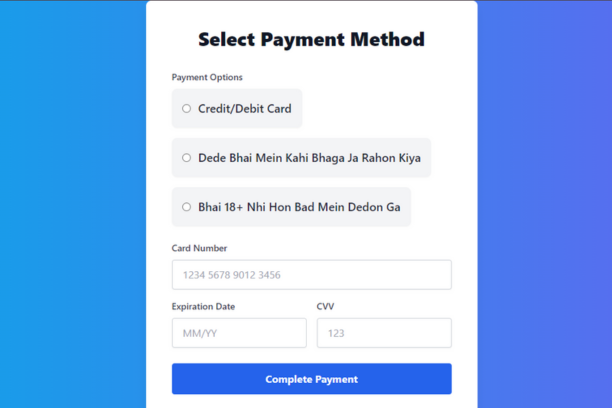 Select Payment Method
Payment Options
Credit/Debit Card
Dede Bhai Mein Kahi Bhaga Ja Rahon Kiya
Bhai 18+ Nhi Hon Bad Mein Dedon Ga
Card Number
1234 5678 9012 3456
Expiration Date CVV
MM/YY 123
Complete Payment